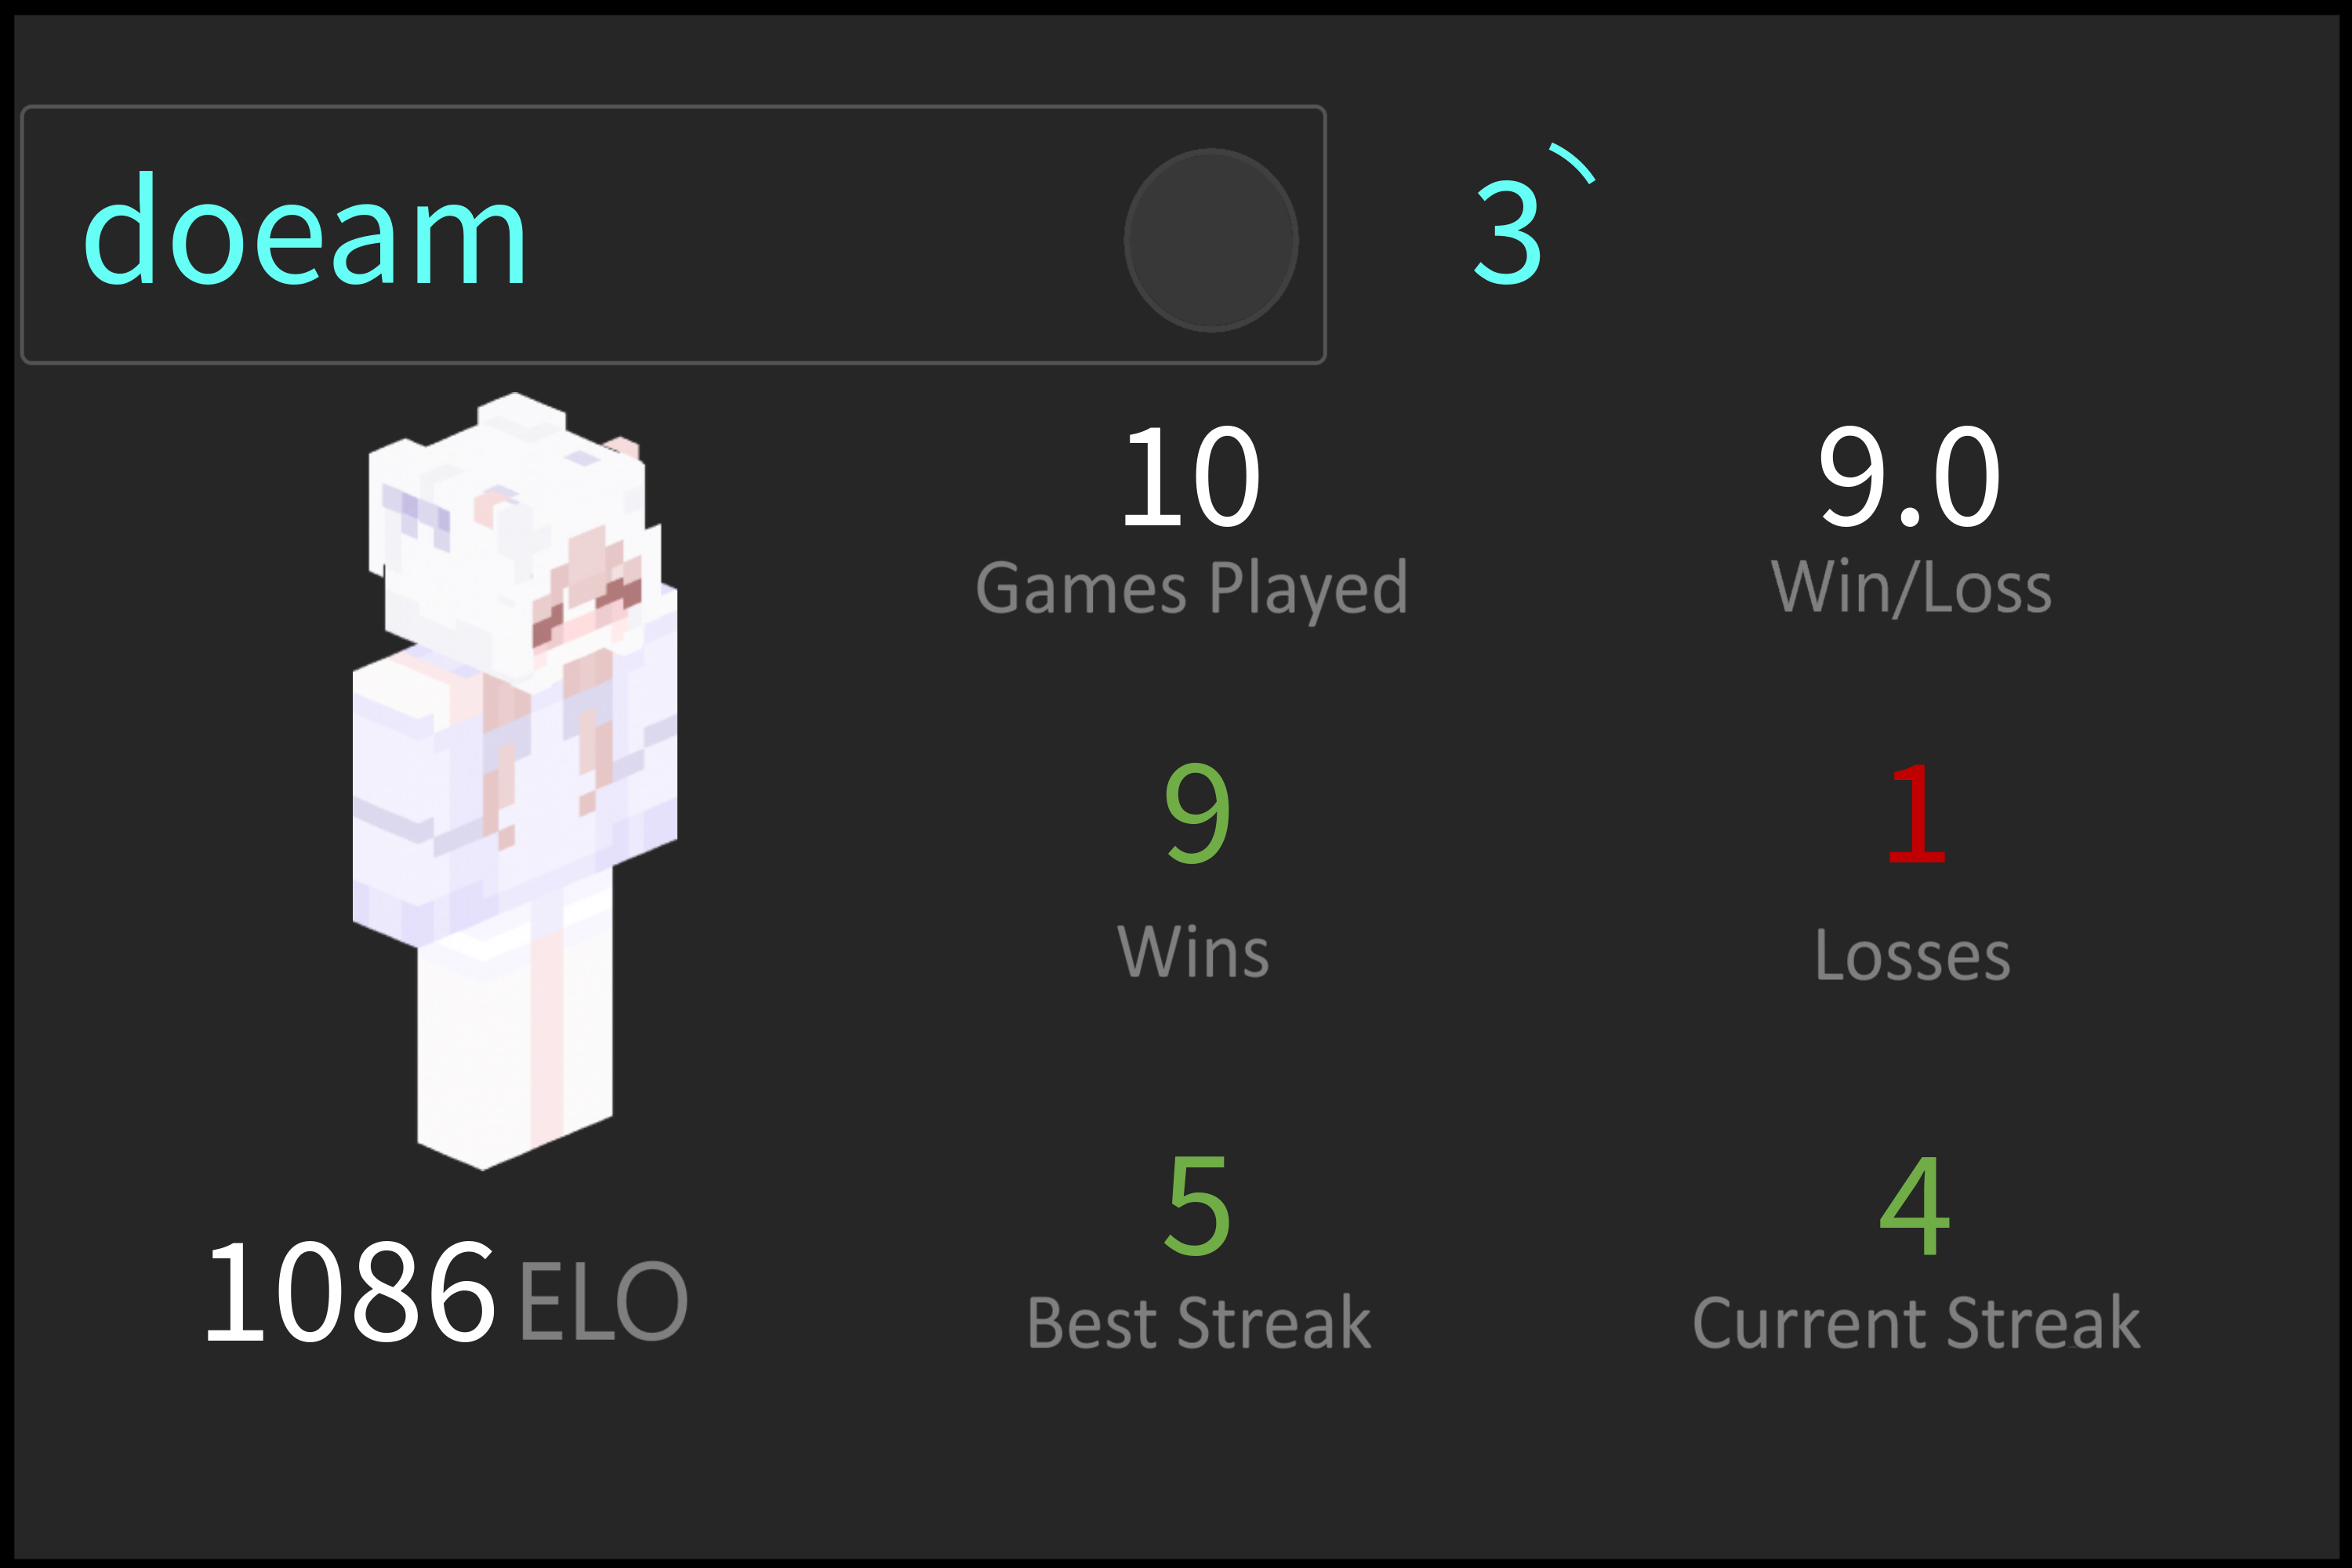 doeam 3
10 9.0
Games Played Win/Loss
9 1
Wins Losses
5 4
1086 ELO Best Streak Current Streak